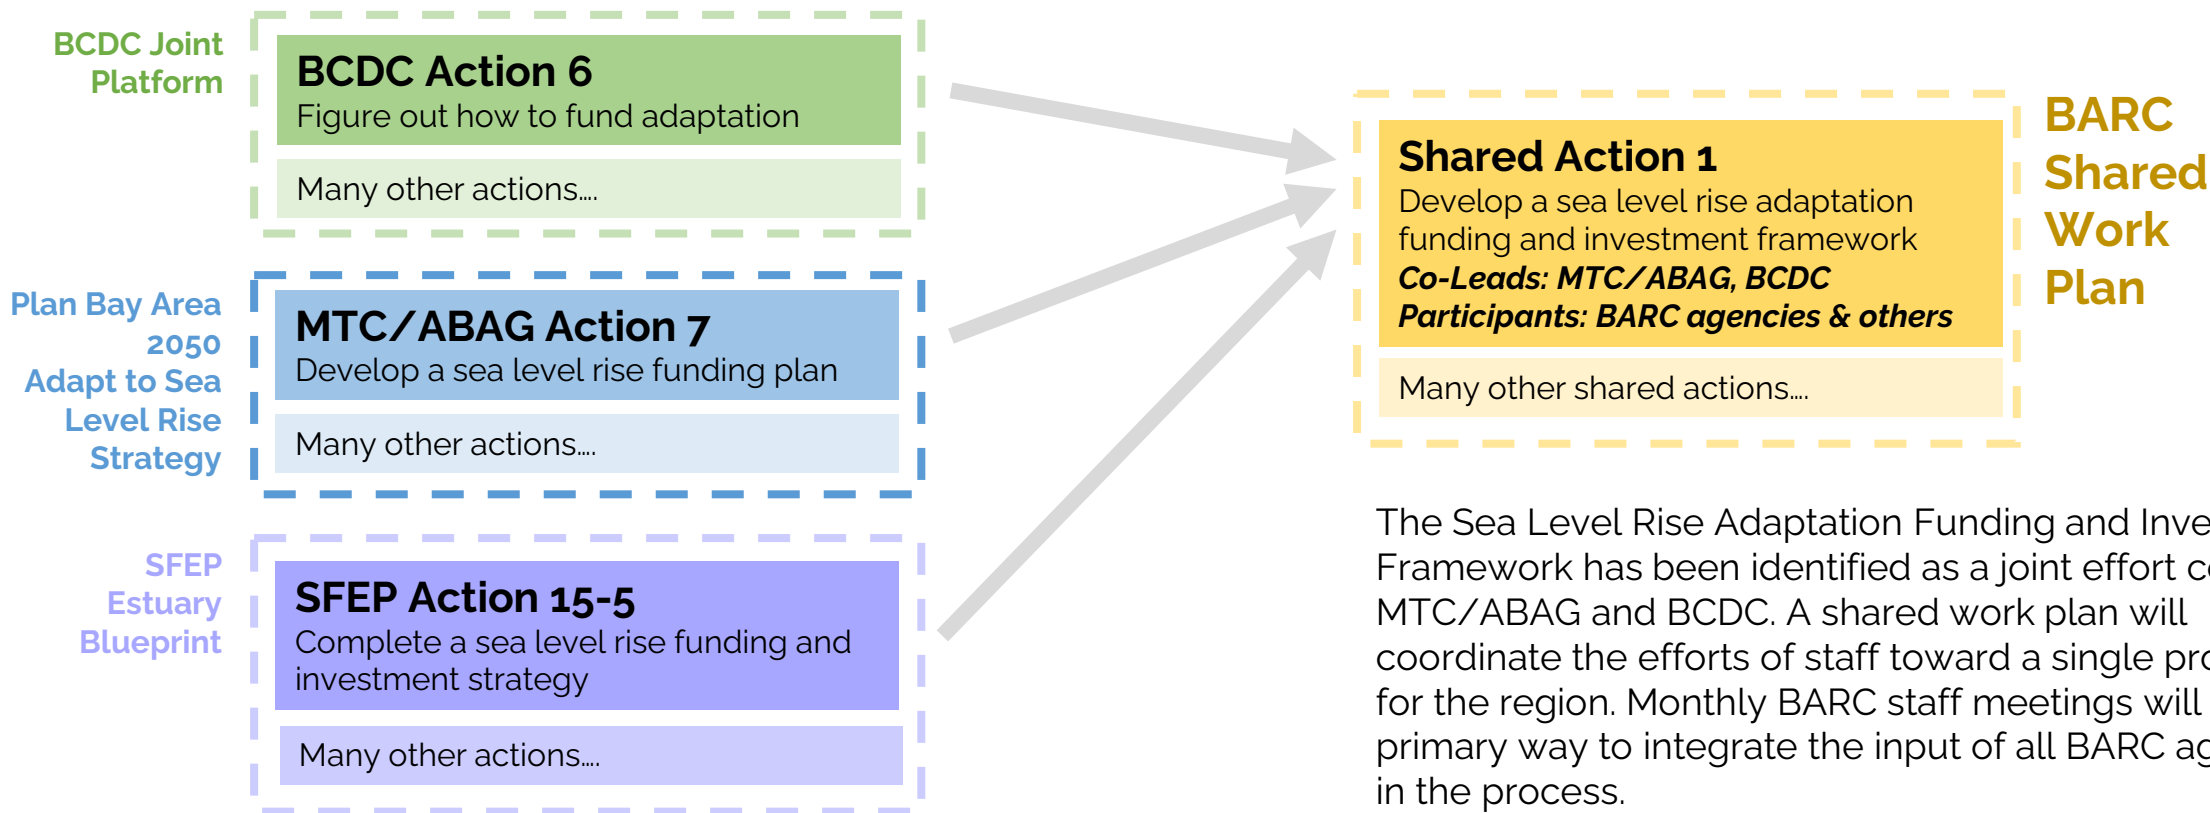 BCDC Joint
Platform
BCDC Action 6
Figure out how to fund adaptation
Many other actions....
Plan Bay Area
2050
Adapt to Sea
Level Rise
Strategy
MTC/ABAG Action 7
Develop a sea level rise funding plan
Many other actions....
SFEP
Estuary
Blueprint
SFEP Action 15-5
Complete a sea level rise funding and
investment strategy
Many other actions....
Shared Action 1
Develop a sea level rise adaptation
funding and investment framework
Co-Leads: MTC/ABAG, BCDC
Participants: BARC agencies & others
Many other shared actions....
BARC
Shared
Work
Plan
The Sea Level Rise Adaptation Funding and
Framework has been identified as a joint effort
MTC/ABAG and BCDC. A shared work plan will
coordinate the efforts of staff toward a single
for the region. Monthly BARC staff meetings will
primary way to integrate the input of all BARC
in the process.